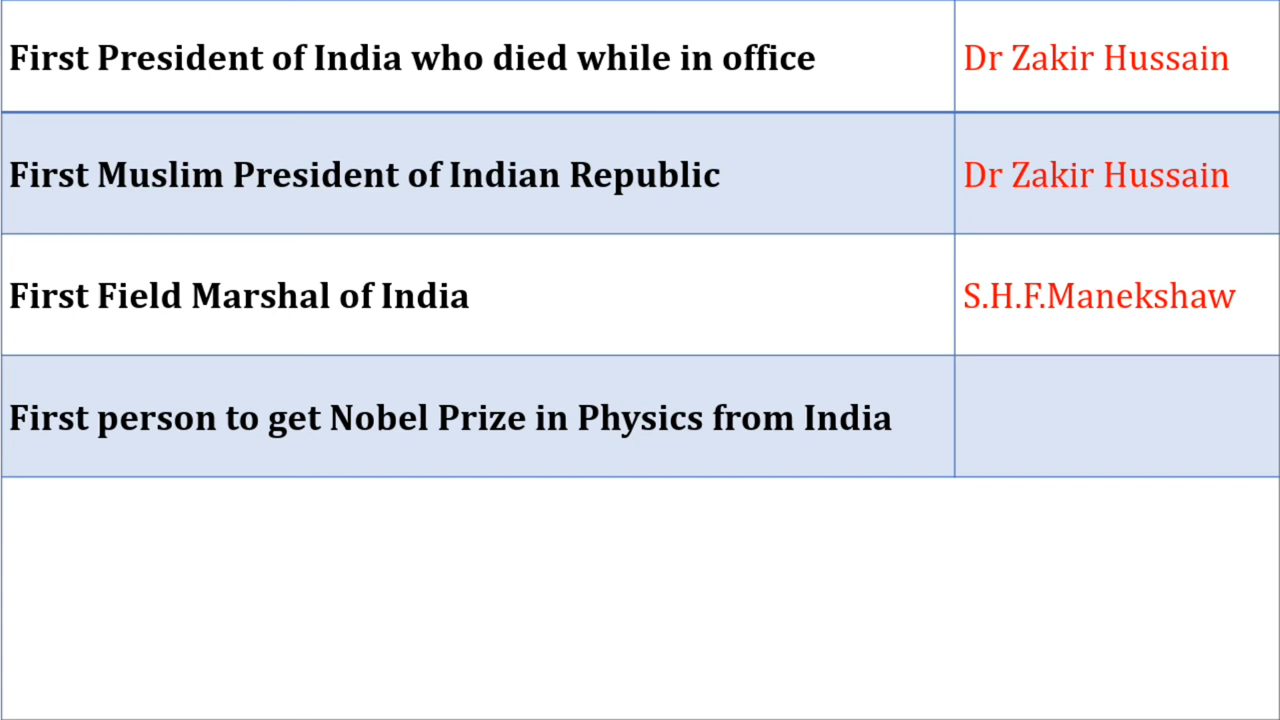 First President of India who died while in office Dr Zakir Hussain
First Muslim President of Indian Republic Dr Zakir Hussain
First Field Marshal of India S.H.F.Manekshaw
First person to get Nobel Prize in Physics from India